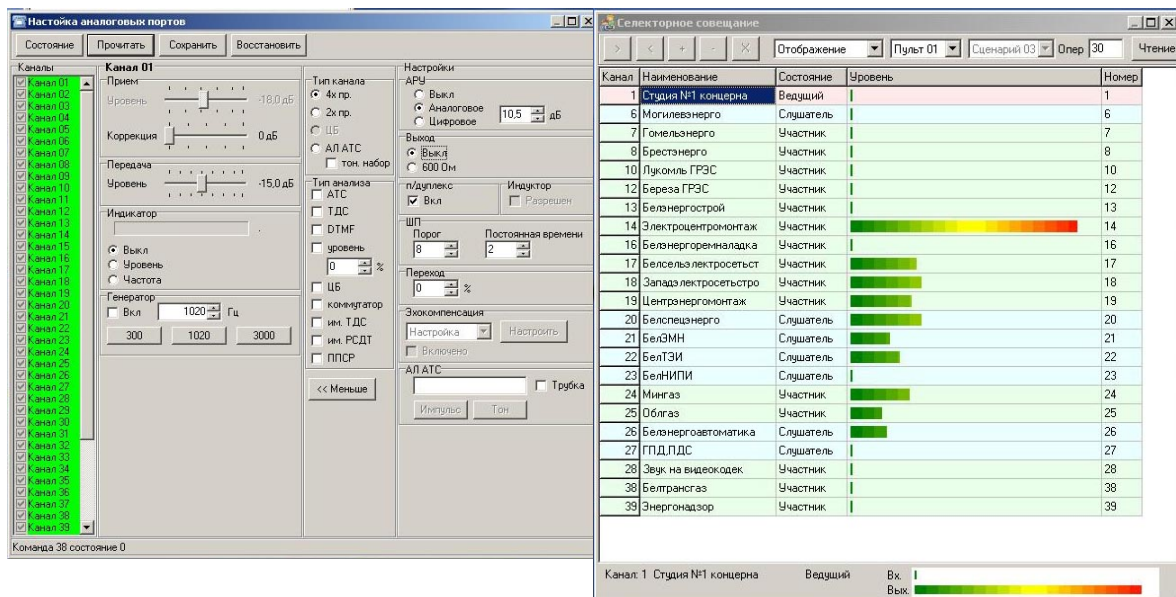 Настойка аналоговых портов
Состояние Прочитать Сохранить Восстановить
Каналы
Канал 01
Канал 02
Канал 03
Канал 04
Канал 05
Канал 06
Канал 07
Канал 08
Канал 09
Канал 10
Канал 11
Канал 12
Канал 13
Канал 14
Канал 15
Канал 16
Канал 17
Канал 18
Канал 19
Канал 20
Канал 21
Канал 22
Канал 23
Канал 24
Канал 25
Канал 26
Канал 27
Канал 28
Канал 29
Канал 30
Канал 31
Канал 32
Канал 33
Канал 34
Канал 35
Канал 36
Канал 37
Канал 38
Канал 39
Канал 01
Прием
Уровень -18,0 дБ
Коррекция 0 дБ
Передача
Уровень -15,0 дБ
Индикатор
Выкл
Уровень
Частота
Генератор
Вкл 1020 Гц
300 1020 3000
Тип канала
4х пр.
2х пр.
ЦБ
АЛ АТС
тон. набор
Тип анализа
АТС
ТДС
DTMF
уровень
0 %
ЦБ
коммутатор
им. ТДС
им. РСДТ
ППСР
<< Меньше
Настройки
АРУ
Выкл
Аналоговое
Цифровое
10,5 дБ
Выход
Выкл
600 Ом
п/дуплекс
Вкл
Индуктор
Разрешен
ШП
Порог Постоянная времени
8 2
Переход
0 %
Эхокомпенсация
Настройка Настроить
Включено
АЛ АТС
Трубка
Импульс Тон
Команда 38 состояние 0
Селекторное совещание
> < + - X Отображение Пульт 01 Сценарий 03 Опер 30 Чтение
Канал Наименование Состояние Уровень Номер
1 Студия №1 концерна Ведущий 1
6 Могилевэнерго Слушатель 6
7 Гомельэнерго Участник 7
8 Брестэнерго Участник 8
10 Лукомль ГРЭС Участник 10
12 Береза ГРЭС Участник 12
13 Белэнергострой Участник 13
14 Электроцентромонтаж Участник 14
16 Белэнергоремналадка Участник 16
17 Белсельэлектросетьст Участник 17
18 Западэлектросетьстро Участник 18
19 Центрэнергомонтаж Участник 19
20 Белспецэнерго Слушатель 20
21 БелЭМН Слушатель 21
22 БелТЭИ Слушатель 22
23 БелНИПИ Слушатель 23
24 Мингаз Участник 24
25 Облгаз Участник 25
26 Белэнергоавтоматика Слушатель 26
27 ГПД,ПДС Слушатель 27
28 Звук на видеокодек Участник 28
38 Белтрансгаз Участник 38
39 Энергонадзор Участник 39
Канал: 1 Студия №1 концерна Ведущий Вх.
Вых.